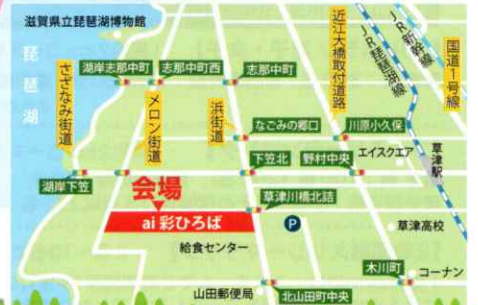 滋賀県立琵琶湖博物館
琵琶湖
さざなみ街道
湖岸志那中町
志那中町西
志那中町
メロン街道
浜街道
近江大橋取付道路
JR琵琶湖線
JR新幹線
国道1号線
なごみの郷口
川原小久保
下笠北
野村中央
エイスクエア
草津駅
湖岸下笠
会場
ai 彩ひろば
草津川橋北詰
P
草津高校
給食センター
木川町
コーナン
山田郵便局
北山田町中央